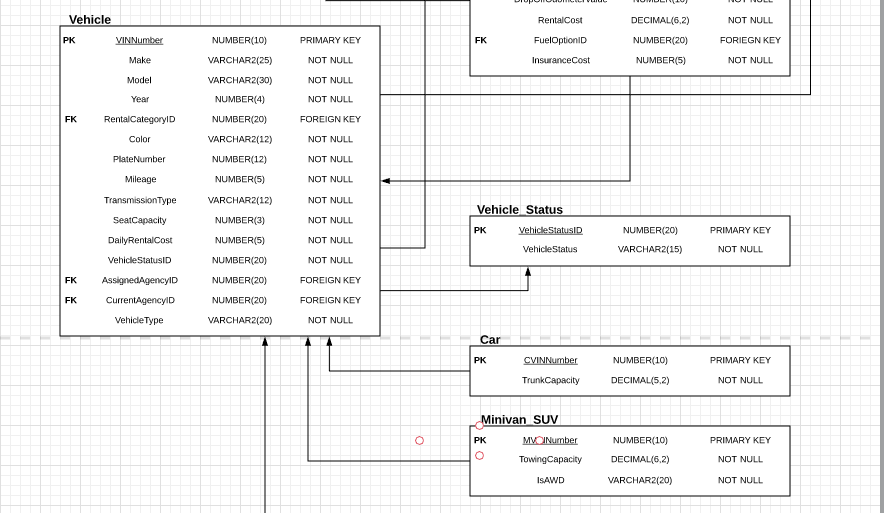 Vehicle
PK VINNumber NUMBER(10) PRIMARY KEY
Make VARCHAR2(25) NOT NULL
Model VARCHAR2(30) NOT NULL
Year NUMBER(4) NOT NULL
FK RentalCategoryID NUMBER(20) FOREIGN KEY
Color VARCHAR2(12) NOT NULL
PlateNumber NUMBER(12) NOT NULL
Mileage NUMBER(5) NOT NULL
TransmissionType VARCHAR2(12) NOT NULL
SeatCapacity NUMBER(3) NOT NULL
DailyRentalCost NUMBER(5) NOT NULL
VehicleStatusID NUMBER(20) NOT NULL
FK AssignedAgencyID NUMBER(20) FOREIGN KEY
FK CurrentAgencyID NUMBER(20) FOREIGN KEY
VehicleType VARCHAR2(20) NOT NULL
DropOffOdometerValue NUMBER(10) NOT NULL
RentalCost DECIMAL(6,2) NOT NULL
FK FuelOptionID NUMBER(20) FORIEGN KEY
InsuranceCost NUMBER(5) NOT NULL
Vehicle_Status
PK VehicleStatusID NUMBER(20) PRIMARY KEY
VehicleStatus VARCHAR2(15) NOT NULL
Car
PK CVINNumber NUMBER(10) PRIMARY KEY
TrunkCapacity DECIMAL(5,2) NOT NULL
Minivan_SUV
PK MVINNumber NUMBER(10) PRIMARY KEY
TowingCapacity DECIMAL(6,2) NOT NULL
IsAWD VARCHAR2(20) NOT NULL